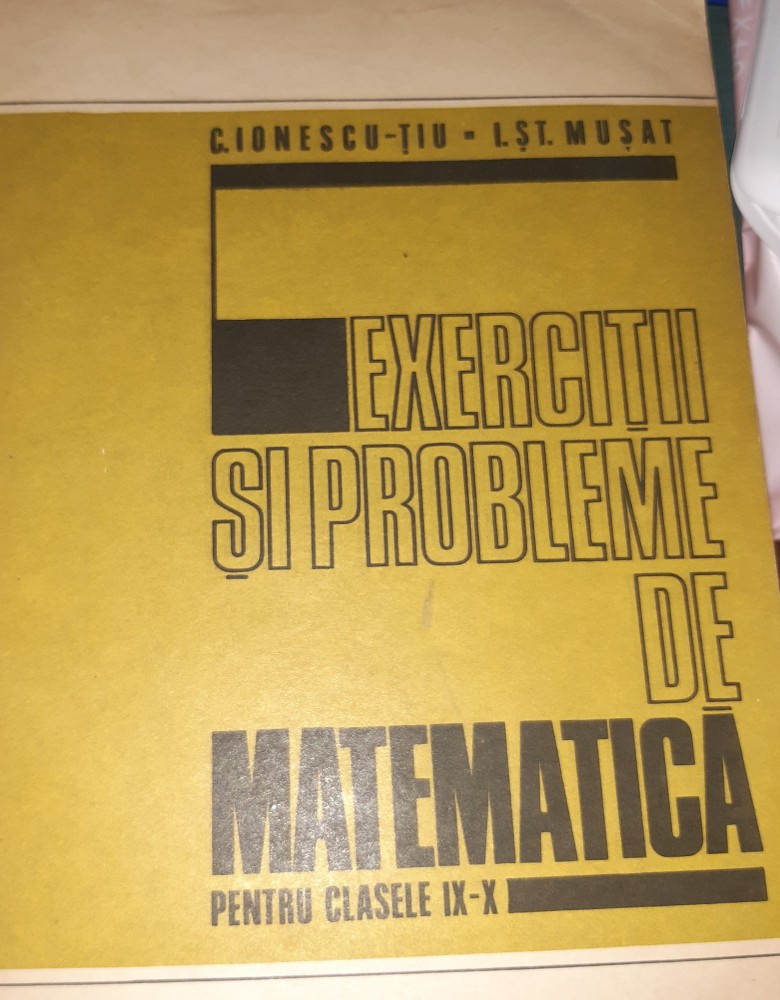 C. IONESCU-ȚIU ▪ I. ȘT. MUȘAT
EXERCIȚII
ȘI PROBLEME
DE
MATEMATICĂ
PENTRU CLASELE IX-X